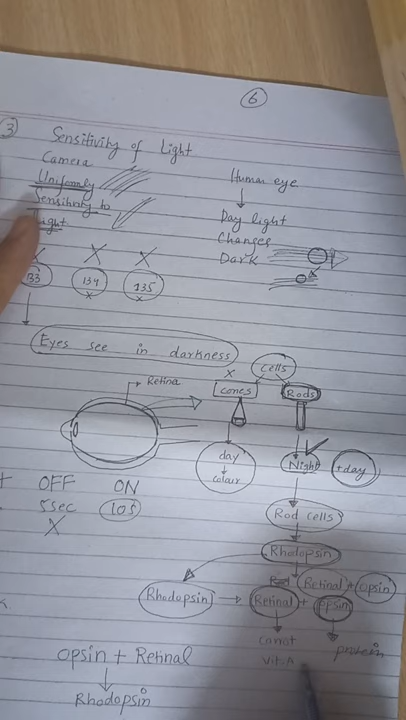 6
3 Sensitivity of Light
Camera
Uniformly
Sensitivity to
light
Human eye
Day light
Changes
Dark
X X X
133 134 135
x x
Eyes see in darkness
Cells
x
cones Rods
Retina
day
colour
Night +day
OFF ON
5sec 10s
X
Rod cells
Rhodopsin
Retinal + opsin
Rhodopsin → Retinal + opsin
carrot
vit-A
protein
opsin + Retinal
Rhodopsin